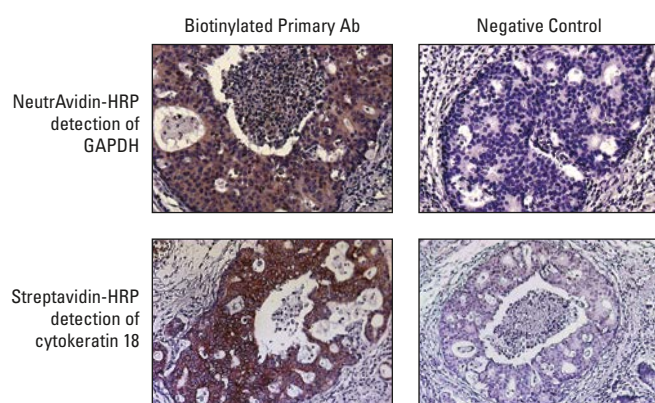 Biotinylated Primary Ab
Negative Control
NeutrAvidin-HRP
detection of
GAPDH
Streptavidin-HRP
detection of
cytokeratin 18